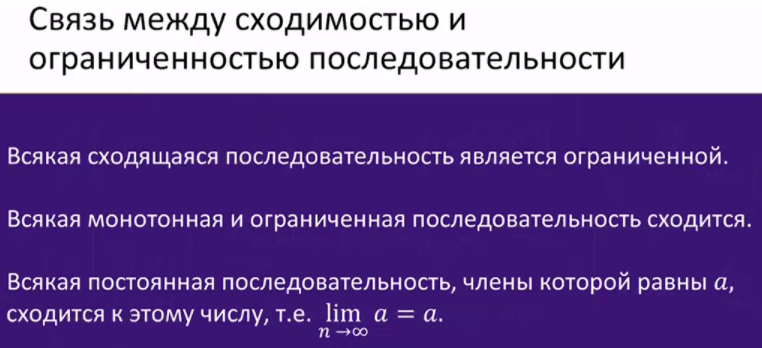 Связь между сходимостью и
ограниченностью последовательности
Всякая сходящаяся последовательность является ограниченной.
Всякая монотонная и ограниченная последовательность сходится.
Всякая постоянная последовательность, члены которой равны a,
сходится к этому числу, т.е. lim a = a.
n→∞